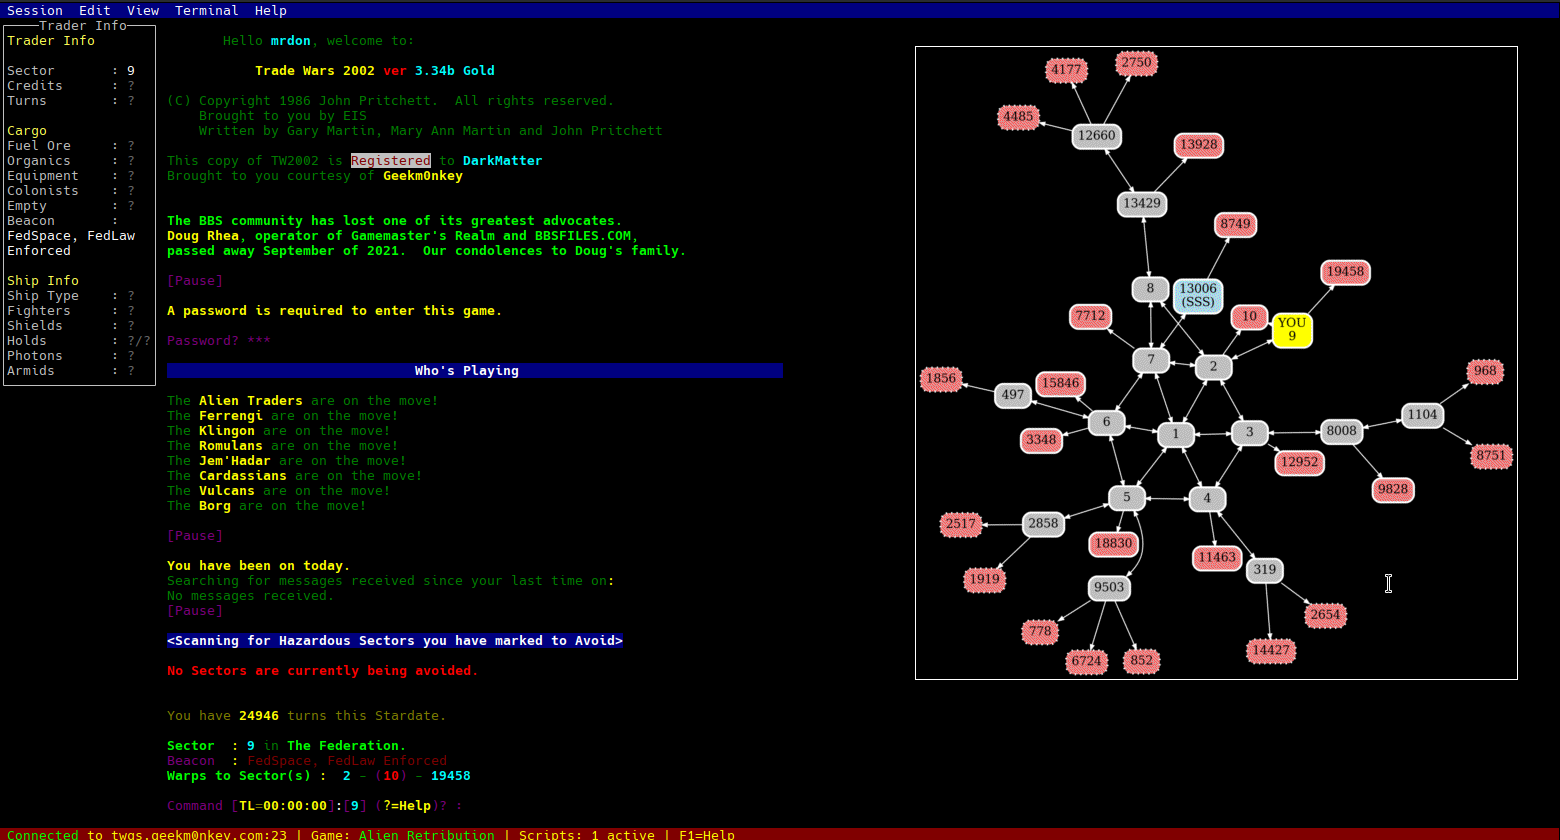 Session  Edit  View  Terminal  Help
Trader Info
Trader Info
Sector : 9
Credits : ?
Turns : ?
Cargo
Fuel Ore : ?
Organics : ?
Equipment : ?
Colonists : ?
Empty : ?
Beacon :
FedSpace, FedLaw
Enforced
Ship Info
Ship Type : ?
Fighters : ?
Shields : ?
Holds : ?/?
Photons : ?
Armids : ?
Hello mrdon, welcome to:
Trade Wars 2002 ver 3.34b Gold
(C) Copyright 1986 John Pritchett.  All rights reserved.
Brought to you by EIS
Written by Gary Martin, Mary Ann Martin and John Pritchett
This copy of TW2002 is Registered to DarkMatter
Brought to you courtesy of Geekm0nkey
The BBS community has lost one of its greatest advocates.
Doug Rhea, operator of Gamemaster's Realm and BBSFILES.COM,
passed away September of 2021.  Our condolences to Doug's family.
[Pause]
A password is required to enter this game.
Password? ***
Who's Playing
The Alien Traders are on the move!
The Ferrengi are on the move!
The Klingon are on the move!
The Romulans are on the move!
The Jem'Hadar are on the move!
The Cardassians are on the move!
The Vulcans are on the move!
The Borg are on the move!
[Pause]
You have been on today.
Searching for messages received since your last time on:
No messages received.
[Pause]
<Scanning for Hazardous Sectors you have marked to Avoid>
No Sectors are currently being avoided.
You have 24946 turns this Stardate.
Sector  : 9 in The Federation.
Beacon  : FedSpace, FedLaw Enforced
Warps to Sector(s) :  2 - (10) - 19458
Command [TL=00:00:00]:[9] (?=Help)? :
4177
2750
4485
12660
13928
13429
8749
19458
8
13006
(SSS)
7712
10
YOU
9
7
2
1856
15846
497
968
6
1
3
8008
1104
3348
12952
8751
9828
5
4
2517
2858
18830
11463
319
1919
9503
2654
778
6724
852
14427
Connected to twgs.geekm0nkey.com:23 | Game: Alien Retribution | Scripts: 1 active | F1=Help